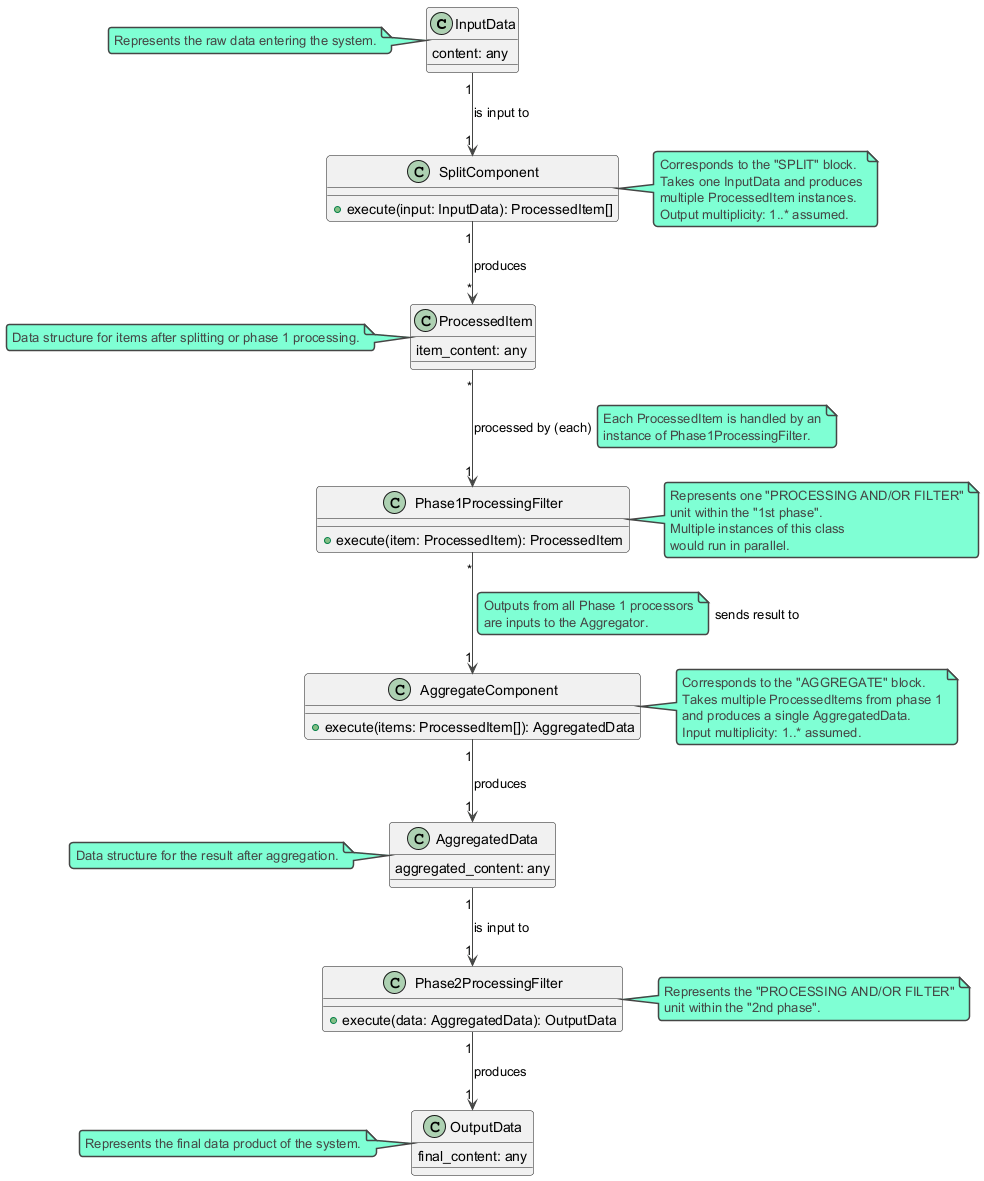 C InputData
content: any
Represents the raw data entering the system.
1
is input to
1
C SplitComponent
execute(input: InputData): ProcessedItem[]
Corresponds to the "SPLIT" block.
Takes one InputData and produces
multiple ProcessedItem instances.
Output multiplicity: 1..* assumed.
1
produces
*
C ProcessedItem
item_content: any
Data structure for items after splitting or phase 1 processing.
*
processed by (each)
Each ProcessedItem is handled by an
instance of Phase1ProcessingFilter.
1
C Phase1ProcessingFilter
execute(item: ProcessedItem): ProcessedItem
Represents one "PROCESSING AND/OR FILTER"
unit within the "1st phase".
Multiple instances of this class
would run in parallel.
*
Outputs from all Phase 1 processors
are inputs to the Aggregator.
sends result to
1
C AggregateComponent
execute(items: ProcessedItem[]): AggregatedData
Corresponds to the "AGGREGATE" block.
Takes multiple ProcessedItems from phase 1
and produces a single AggregatedData.
Input multiplicity: 1..* assumed.
1
produces
1
C AggregatedData
aggregated_content: any
Data structure for the result after aggregation.
1
is input to
1
C Phase2ProcessingFilter
execute(data: AggregatedData): OutputData
Represents the "PROCESSING AND/OR FILTER"
unit within the "2nd phase".
1
produces
1
C OutputData
final_content: any
Represents the final data product of the system.